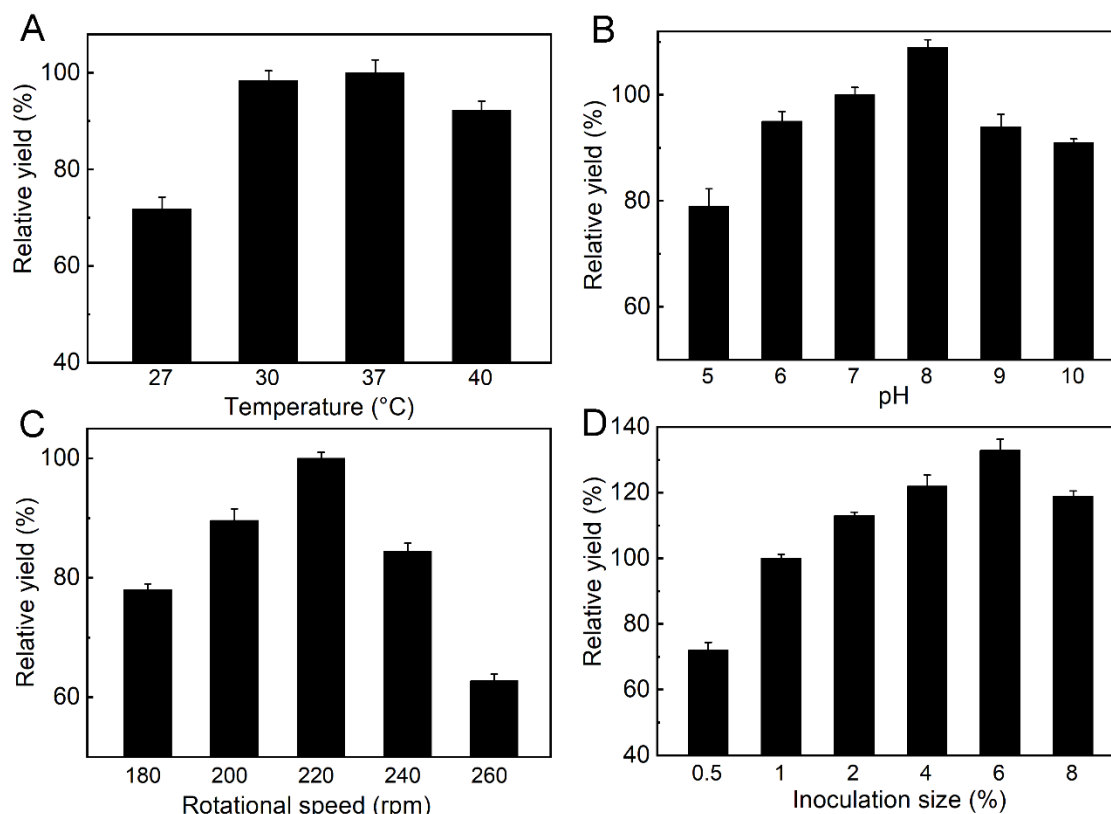 A
Relative yield (%)
100
80
60
40
27 30 37 40
Temperature (°C)
B
Relative yield (%)
100
80
60
5 6 7 8 9 10
pH
C
Relative yield (%)
100
80
60
180 200 220 240 260
Rotational speed (rpm)
D
Relative yield (%)
140
120
100
80
60
40
0.5 1 2 4 6 8
Inoculation size (%)